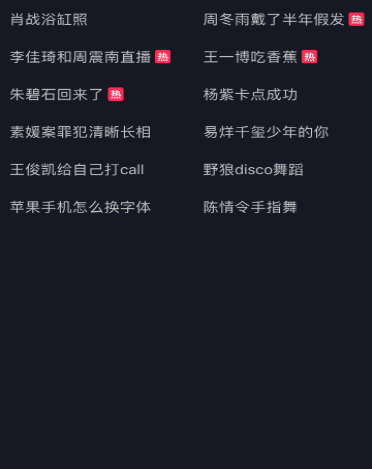 肖战浴缸照
周冬雨戴了半年假发 热
李佳琦和周震南直播 热
王一博吃香蕉 热
朱碧石回来了 热
杨紫卡点成功
素媛案罪犯清晰长相
易烊千玺少年的你
王俊凯给自己打call
野狼disco舞蹈
苹果手机怎么换字体
陈情令手指舞